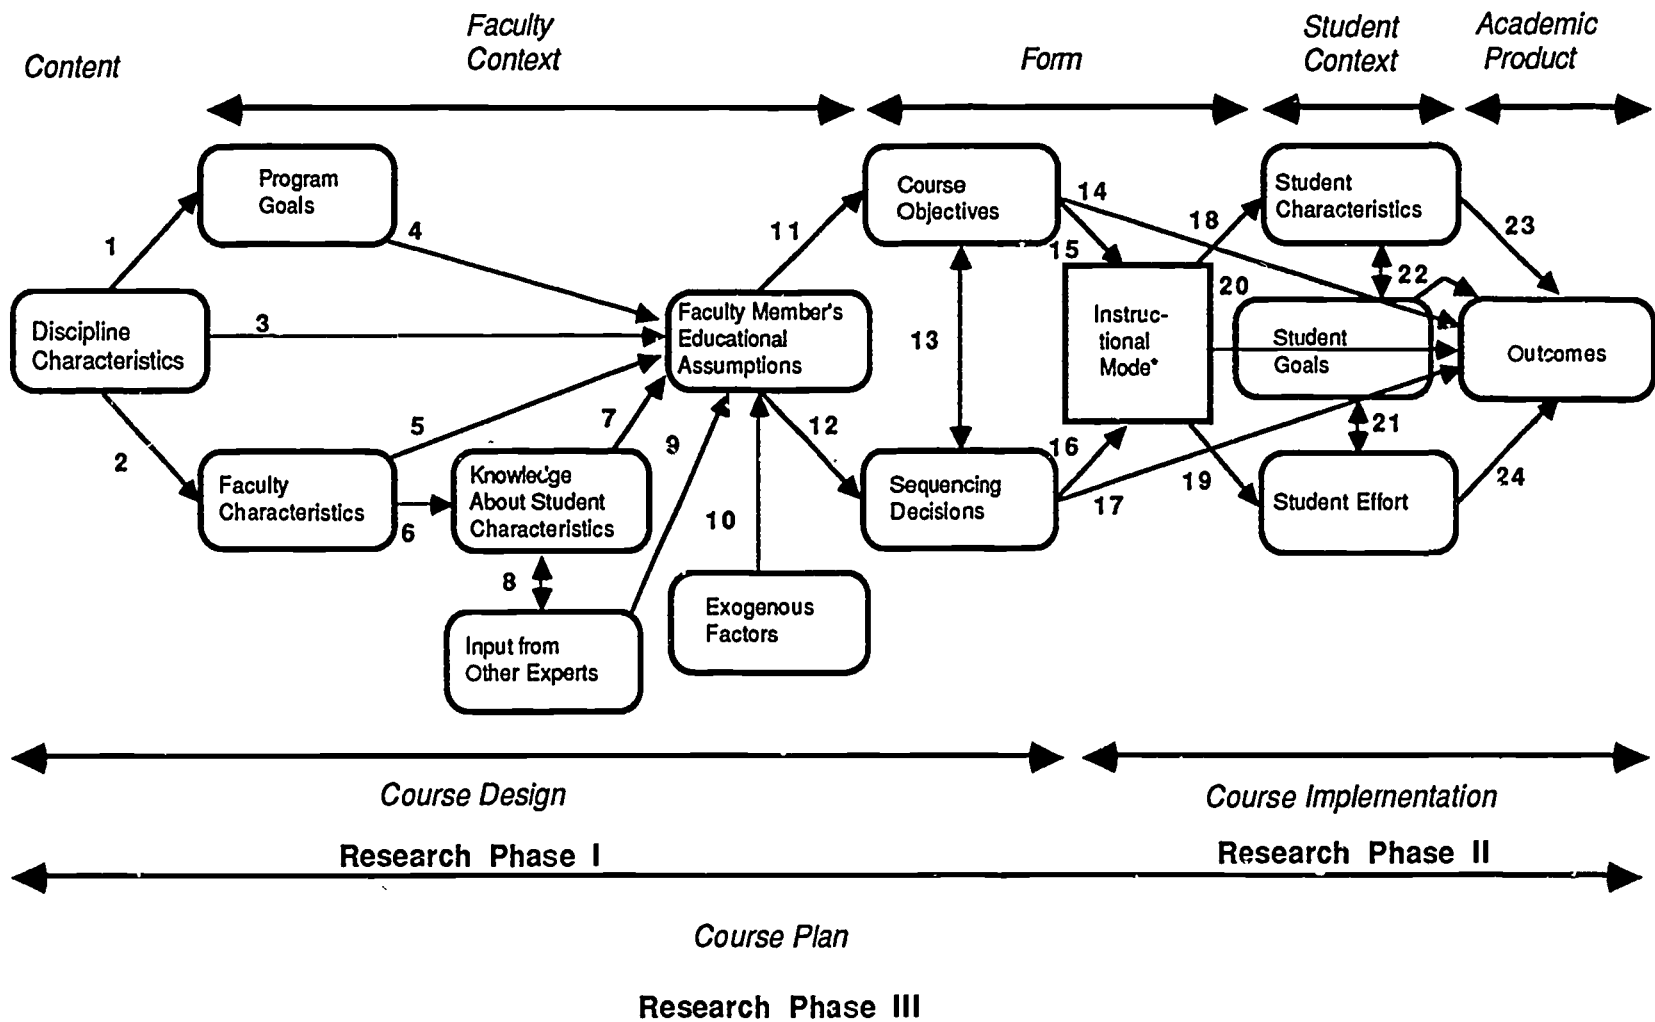 Content
Faculty
Context
Form
Student
Context
Academic
Product
Program
Goals
1
4
Discipline
Characteristics
3
2
5
Faculty
Characteristics
6
Knowledge
About Student
Characteristics
7
8
Input from
Other Experts
9
10
Exogenous
Factors
Faculty Member's
Educational
Assumptions
11
12
Course
Objectives
13
Sequencing
Decisions
14
15
16
17
Instruc-
tional
Mode*
18
19
20
Student
Characteristics
22
Student
Goals
21
Student Effort
23
24
Outcomes
Course Design
Course Implementation
Research Phase I
Research Phase II
Course Plan
Research Phase III